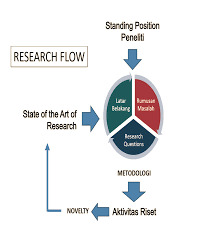 Standing Position
Peneliti
RESEARCH FLOW
Latar
Belakang
Rumusan
Masalah
State of the Art of
Research
Research
Questions
METODOLOGI
NOVELTY
Aktivitas Riset